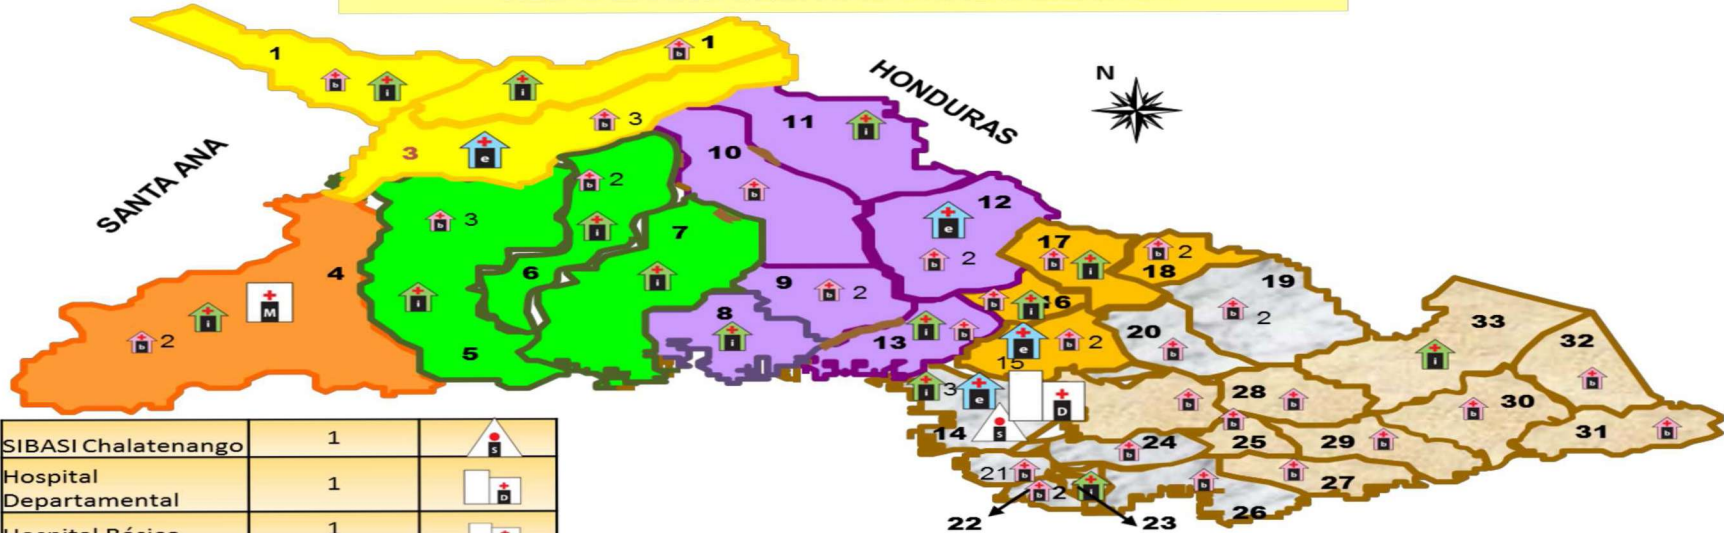 1
b
i
i
b
1
HONDURAS
N
SANTA ANA
3
e
b 3
11
i
10
b
b 2
i
12
e
b 2
b 3
i
7
i
6
5
4
M
i
b 2
9
b 2
8
i
13
i
b
17
b
i
b 2
18
19
b 2
b
i
16
e
b 2
15
20
b
33
i
32
b
i 3
e
D
S
14
b
28
b
30
b
31
b
b
25
24
b
29
b
21
b
b 2
i
b
b
27
26
22
23
SIBASI Chalatenango 1 S
Hospital
Departamental 1 D
Hospital Básico 1